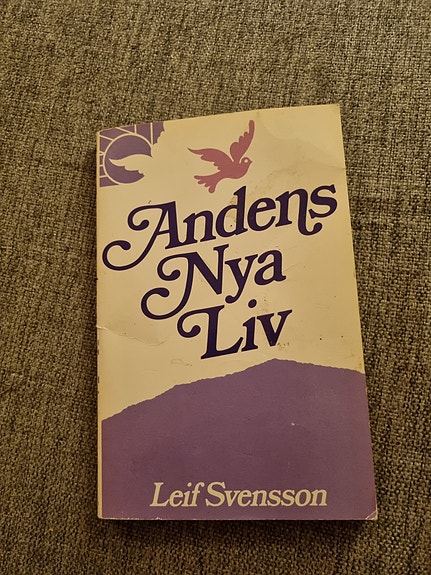 Andens
Nya
Liv
Leif Svensson